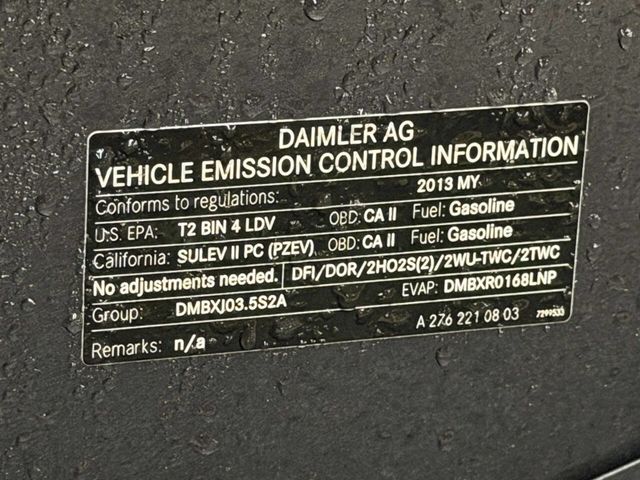 DAIMLER AG
VEHICLE EMISSION CONTROL INFORMATION
Conforms to regulations: 2013 MY
U.S. EPA: T2 BIN 4 LDV OBD: CA II Fuel: Gasoline
California: SULEV II PC (PZEV) OBD: CA II Fuel: Gasoline
No adjustments needed. DFI/DOR/2HO2S(2)/2WU-TWC/2TWC
Group: DMBXJ03.5S2A EVAP: DMBXR0168LNP
Remarks: n/a A 276 221 08 03 7299533